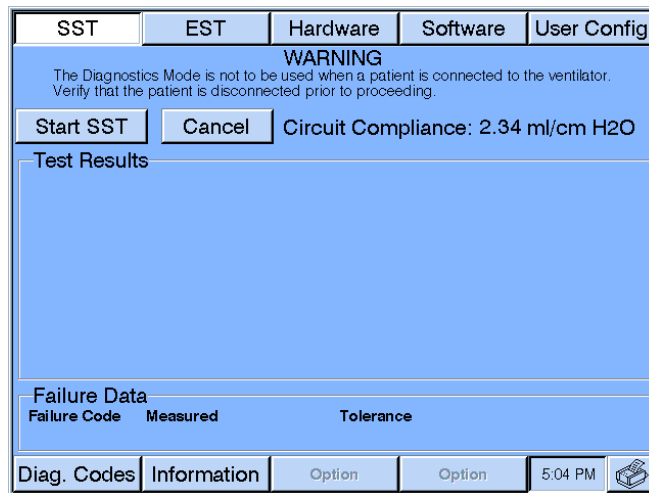 SST EST Hardware Software User Config
WARNING
The Diagnostics Mode is not to be used when a patient is connected to the ventilator.
Verify that the patient is disconnected prior to proceeding.
Start SST Cancel Circuit Compliance: 2.34 ml/cm H2O
Test Results
Failure Data
Failure Code Measured Tolerance
Diag. Codes Information Option Option 5:04 PM